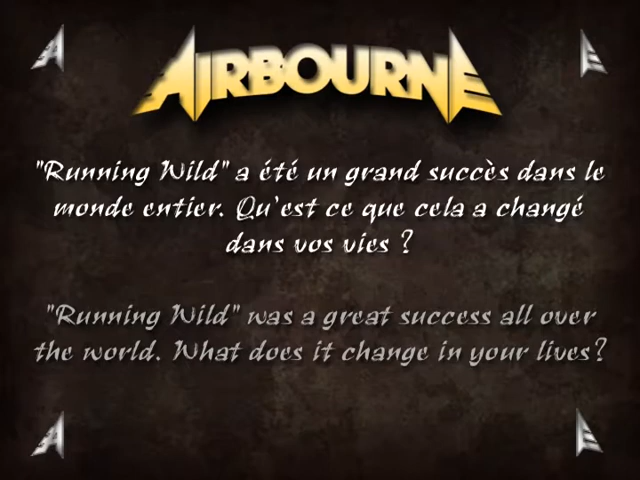 AIRBOURNE
"Running Wild" a été un grand succès dans le
monde entier. Qu'est ce que cela a changé
dans vos vies ?
"Running Wild" was a great success all over
the world. What does it change in your lives?